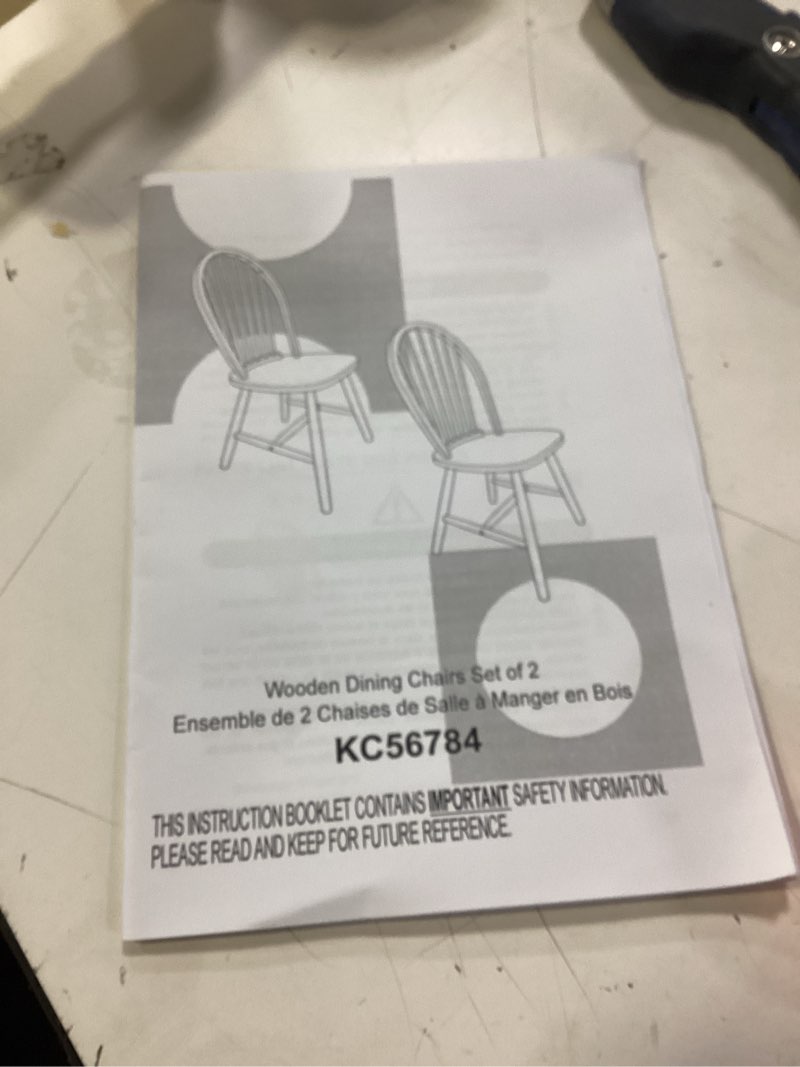 Wooden Dining Chairs Set of 2
Ensemble de 2 Chaises de Salle à Manger en Bois
KC56784
THIS INSTRUCTION BOOKLET CONTAINS IMPORTANT SAFETY INFORMATION.
PLEASE READ AND KEEP FOR FUTURE REFERENCE.